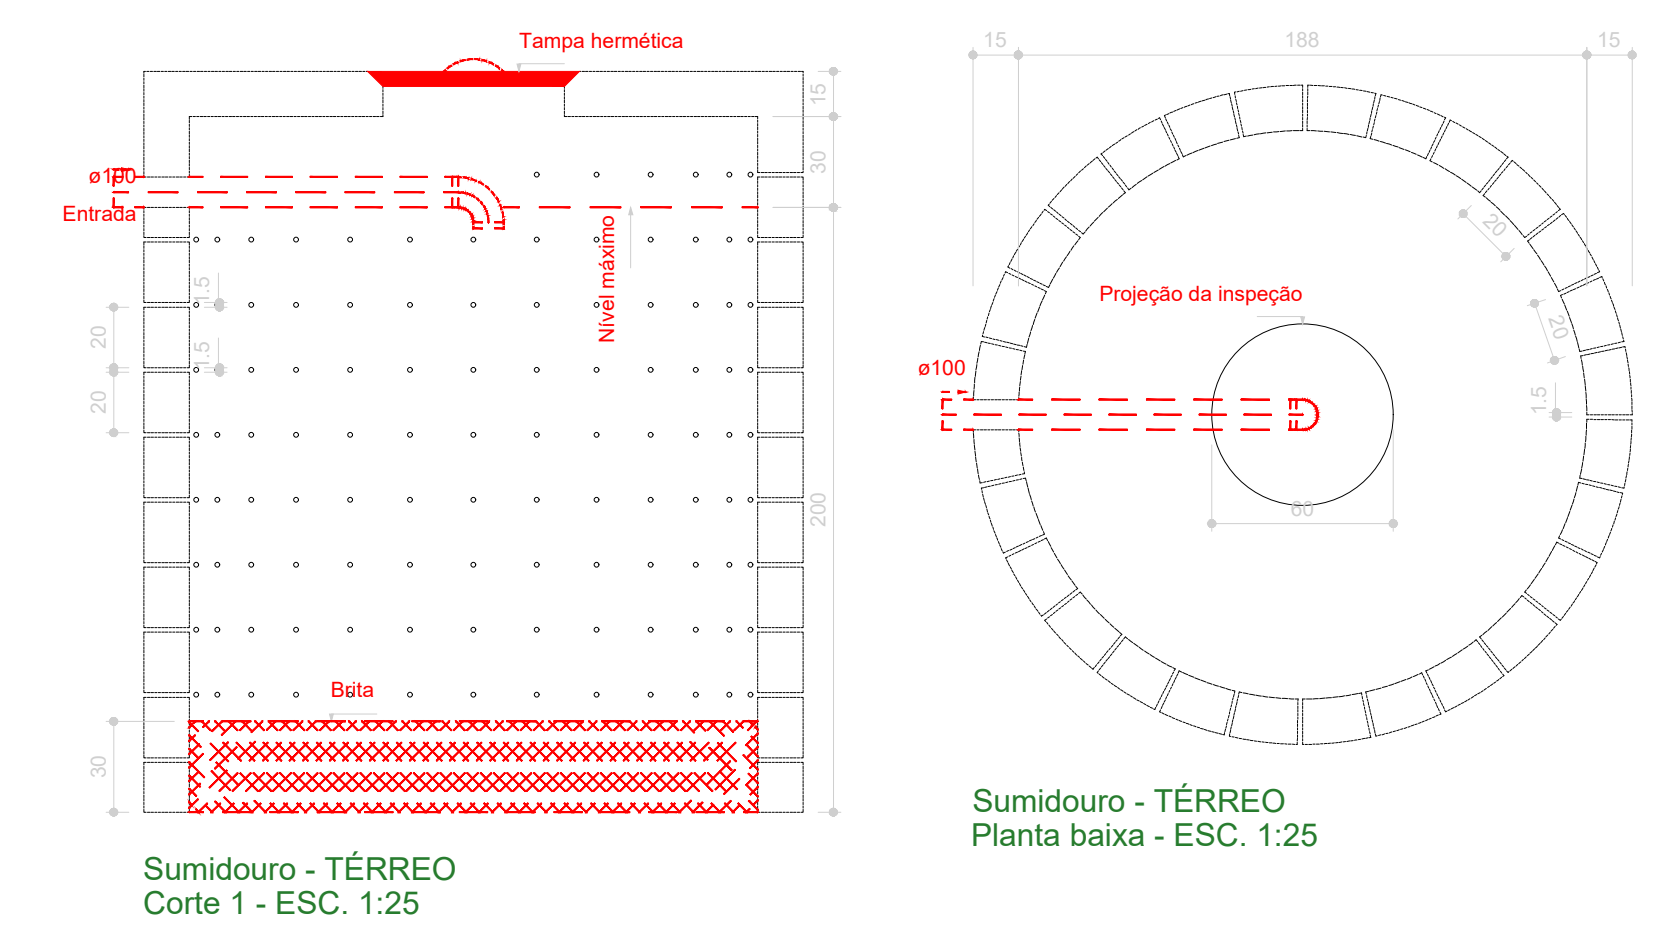 Tampa hermética
15
30
ø100
Entrada
Nível máximo
1.5
20
1.5
20
200
Brita
30
Sumidouro - TÉRREO
Corte 1 - ESC. 1:25
15
188
15
20
Projeção da inspeção
20
ø100
1.5
60
Sumidouro - TÉRREO
Planta baixa - ESC. 1:25